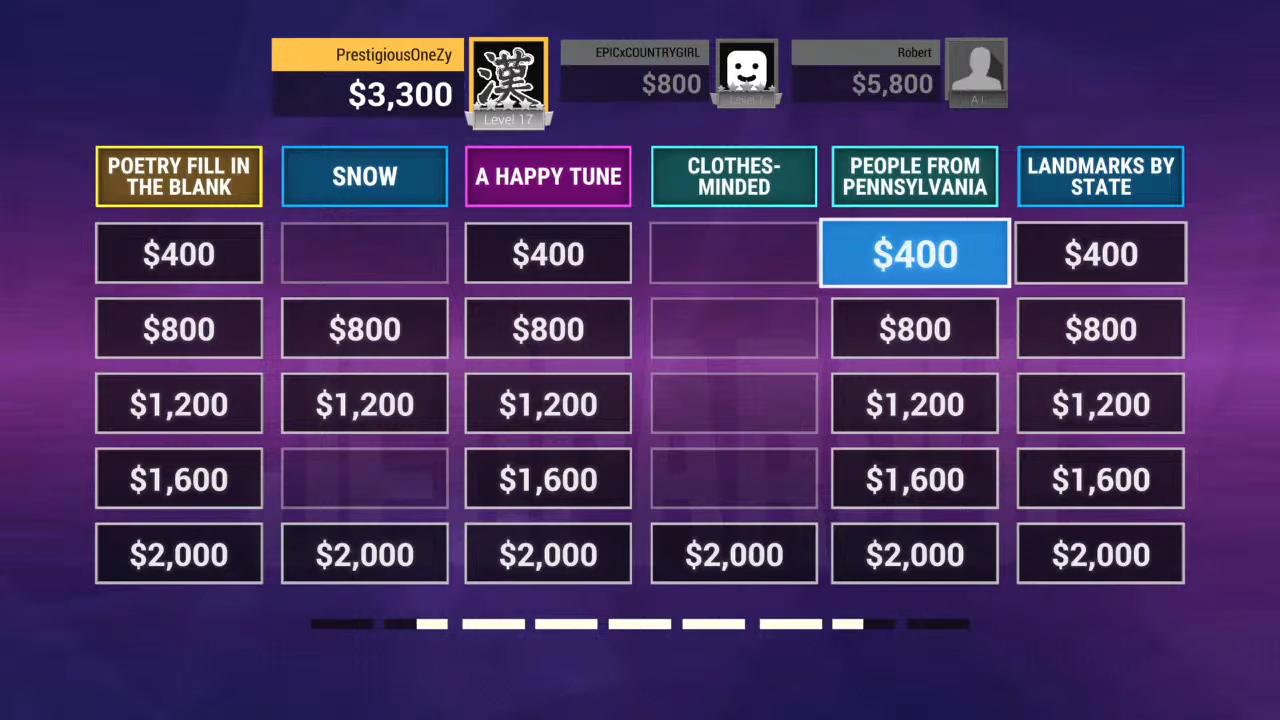 PrestigiousOneZy
$3,300
漢
Level 17
EPICxCOUNTRYGIRL
$800
Level 7
Robert
$5,800
A.I.
POETRY FILL IN
THE BLANK
SNOW
A HAPPY TUNE
CLOTHES-
MINDED
PEOPLE FROM
PENNSYLVANIA
LANDMARKS BY
STATE
$400
$400
$400
$400
$800
$800
$800
$800
$800
$1,200
$1,200
$1,200
$1,200
$1,200
$1,600
$1,600
$1,600
$1,600
$2,000
$2,000
$2,000
$2,000
$2,000
$2,000